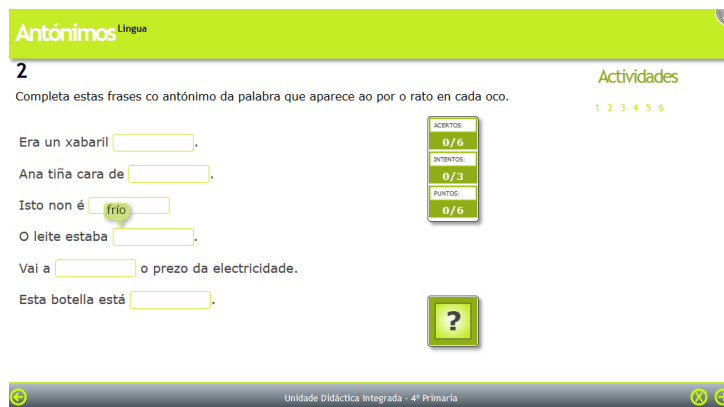 Antónimos Lingua
2
Completa estas frases co antónimo da palabra que aparece ao por o rato en cada oco.
Era un xabaril .
Ana tiña cara de .
Isto non é
frío
O leite estaba .
Vai a o prezo da electricidade.
Esta botella está .
ACERTOS:
0/6
INTENTOS:
0/3
PUNTOS:
0/6
?
Actividades
1 2 3 4 5 6
Unidade Didáctica Integrada - 4º Primaria
X